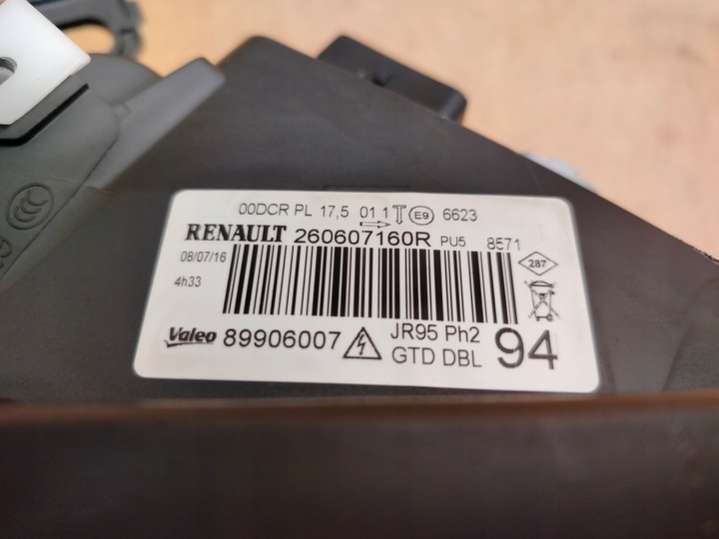 00DCR PL 17,5 01 1 E9 6623
RENAULT 260607160R PU5 8571
08/07/16
287
4h33
Valeo 89906007 JR95 Ph2
GTD DBL
94